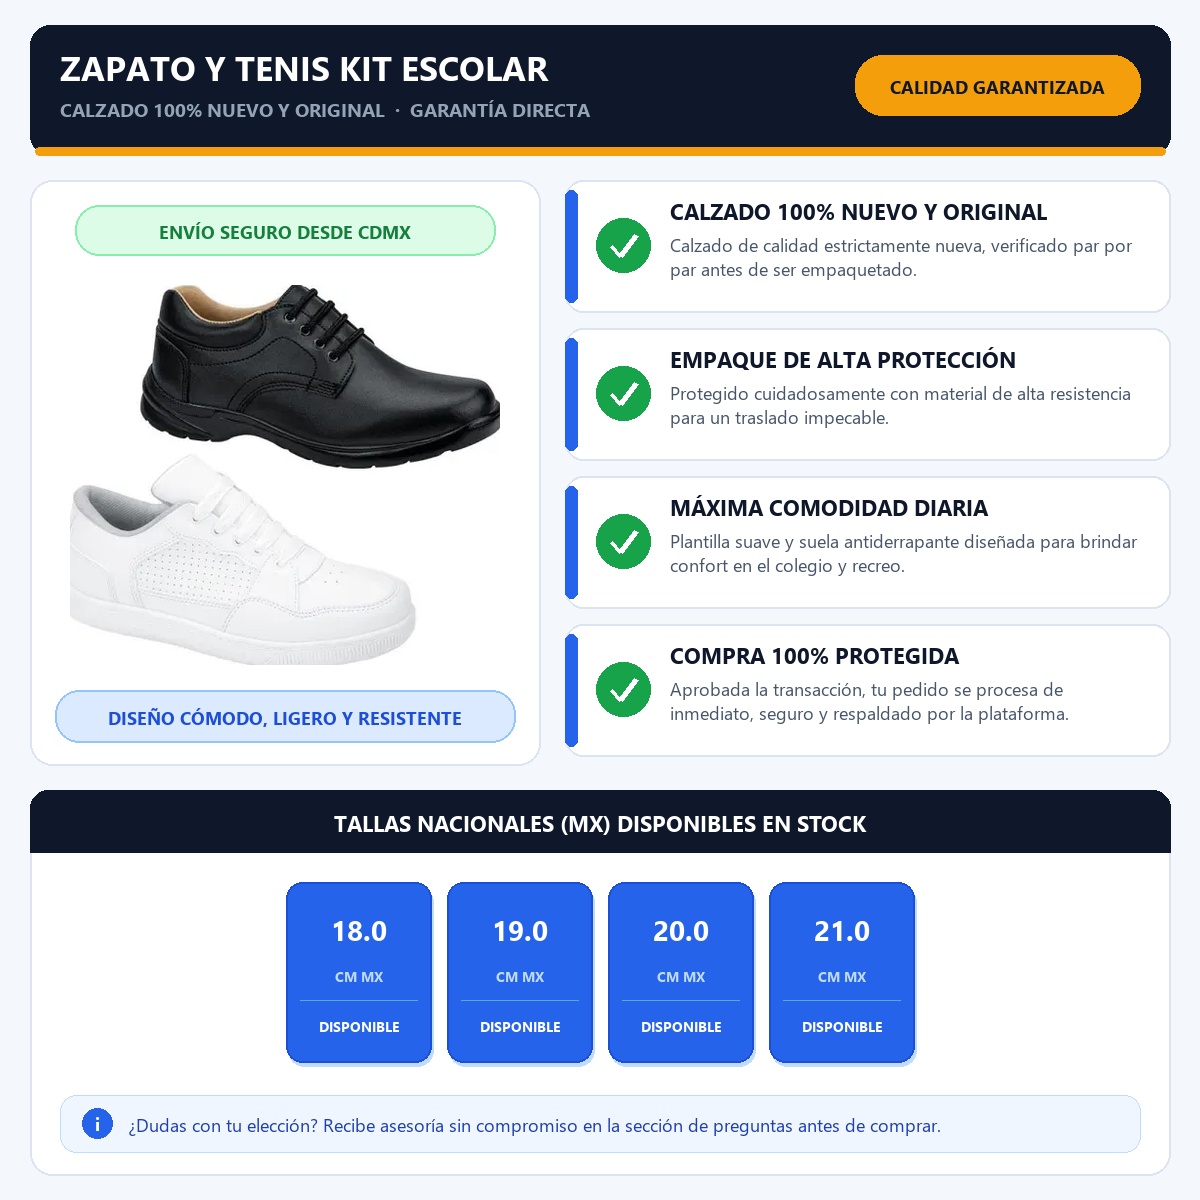 ZAPATO Y TENIS KIT ESCOLAR
CALZADO 100% NUEVO Y ORIGINAL · GARANTÍA DIRECTA
CALIDAD GARANTIZADA
ENVÍO SEGURO DESDE CDMX
DISEÑO CÓMODO, LIGERO Y RESISTENTE
CALZADO 100% NUEVO Y ORIGINAL
Calzado de calidad estrictamente nueva, verificado par por
par antes de ser empaquetado.
EMPAQUE DE ALTA PROTECCIÓN
Protegido cuidadosamente con material de alta resistencia
para un traslado impecable.
MÁXIMA COMODIDAD DIARIA
Plantilla suave y suela antiderrapante diseñada para brindar
confort en el colegio y recreo.
COMPRA 100% PROTEGIDA
Aprobada la transacción, tu pedido se procesa de
inmediato, seguro y respaldado por la plataforma.
TALLAS NACIONALES (MX) DISPONIBLES EN STOCK
18.0
CM MX
DISPONIBLE
19.0
CM MX
DISPONIBLE
20.0
CM MX
DISPONIBLE
21.0
CM MX
DISPONIBLE
¿Dudas con tu elección? Recibe asesoría sin compromiso en la sección de preguntas antes de comprar.